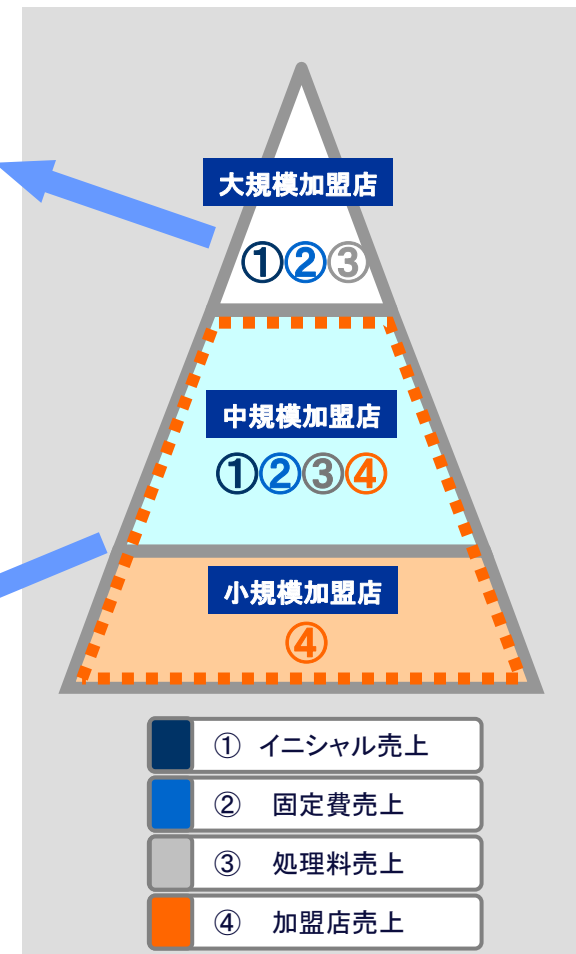 大規模加盟店
①②③
中規模加盟店
①②③④
小規模加盟店
④
① イニシャル売上
② 固定費売上
③ 処理料売上
④ 加盟店売上